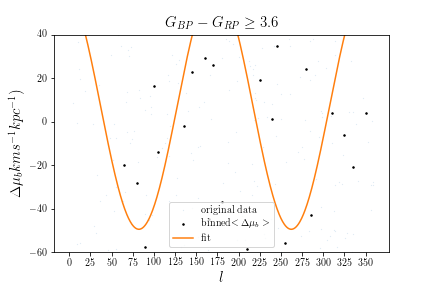 G_{BP} − G_{RP} ≥ 3.6
Δμ_b kms^{−1}kpc^{−1})
40
20
0
−20
−40
−60
original data
binned< Δμ_b >
fit
0 25 50 75 100 125 150 175 200 225 250 275 300 325 350
l